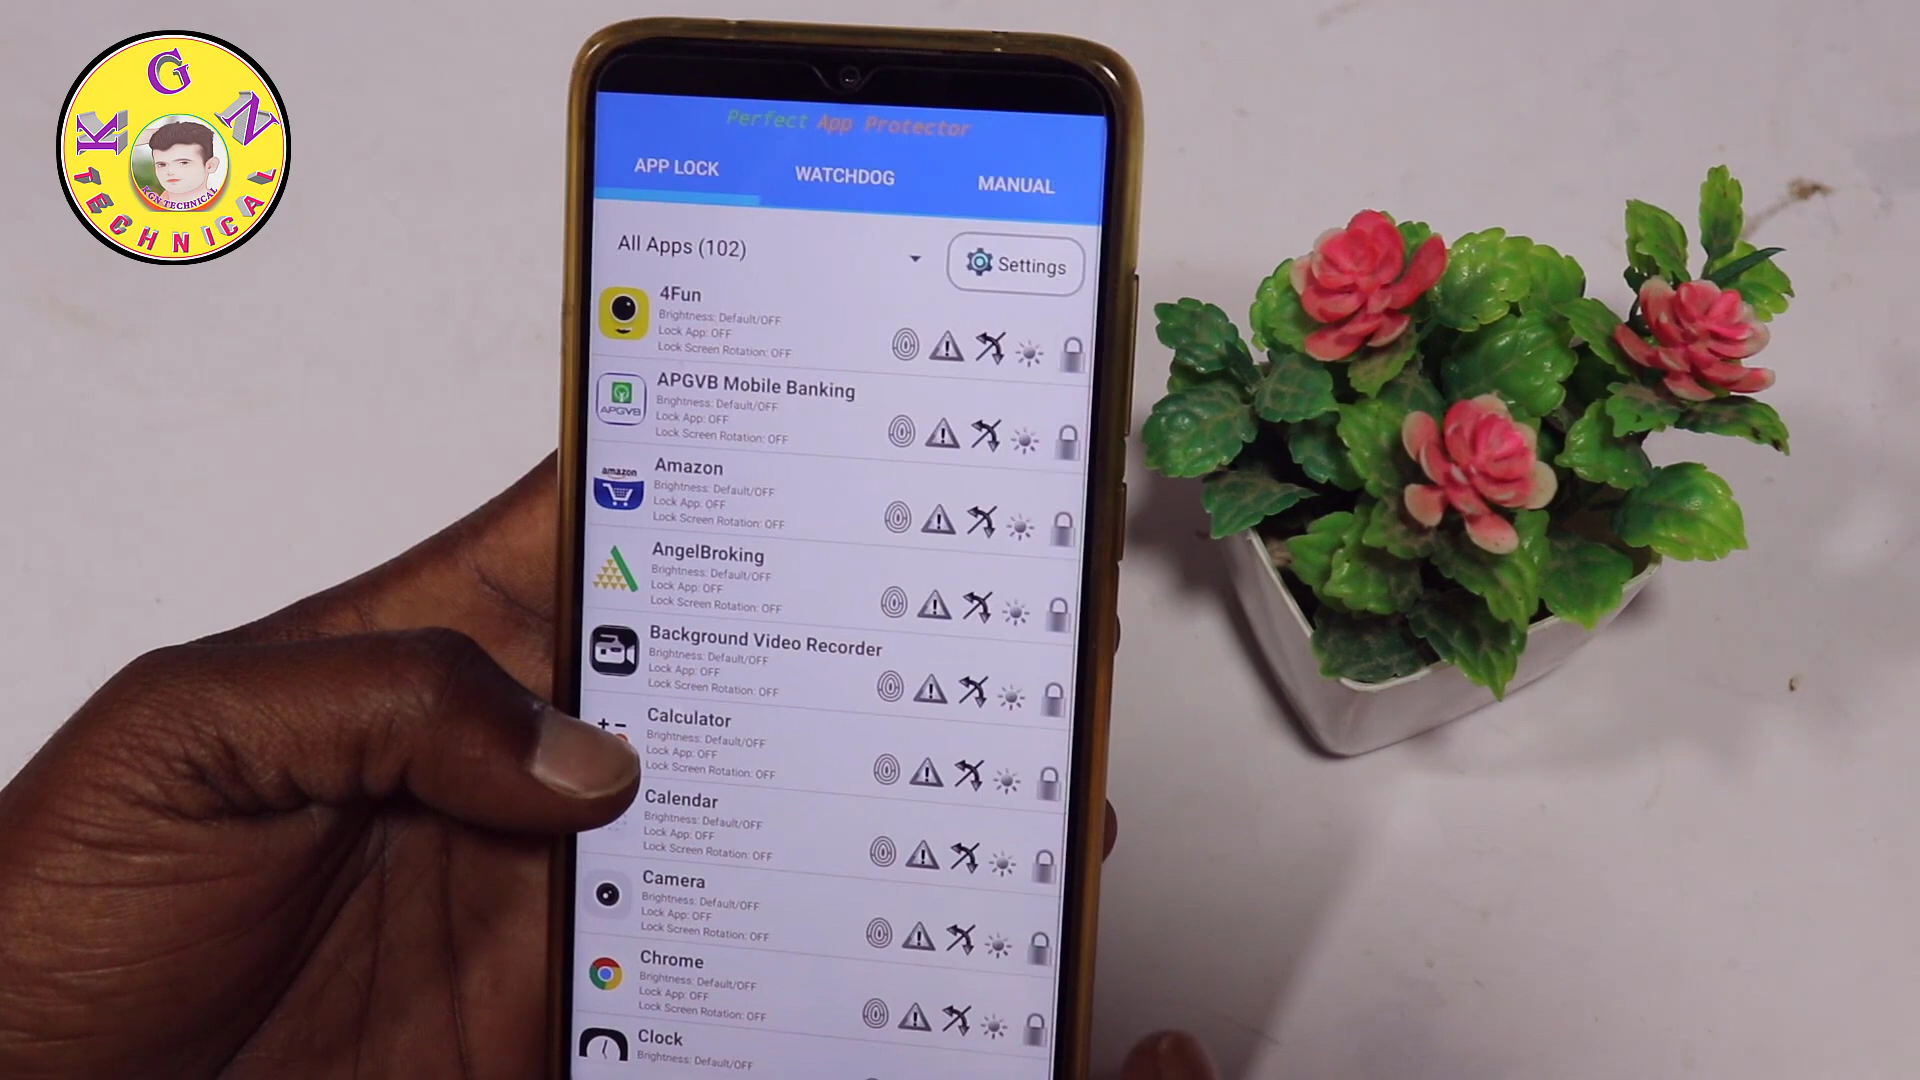 KGN
TECHNICAL
KGN TECHNICAL
Perfect App Protector
APP LOCK
WATCHDOG
MANUAL
All Apps (102)
Settings
4Fun
Brightness: Default/OFF
Lock App: OFF
Lock Screen Rotation: OFF
APGVB
APGVB Mobile Banking
Brightness: Default/OFF
Lock App: OFF
Lock Screen Rotation: OFF
amazon
Amazon
Brightness: Default/OFF
Lock App: OFF
Lock Screen Rotation: OFF
AngelBroking
Brightness: Default/OFF
Lock App: OFF
Lock Screen Rotation: OFF
Background Video Recorder
Brightness: Default/OFF
Lock App: OFF
Lock Screen Rotation: OFF
Calculator
Brightness: Default/OFF
Lock App: OFF
Lock Screen Rotation: OFF
Calendar
Brightness: Default/OFF
Lock App: OFF
Lock Screen Rotation: OFF
Camera
Brightness: Default/OFF
Lock App: OFF
Lock Screen Rotation: OFF
Chrome
Brightness: Default/OFF
Lock App: OFF
Lock Screen Rotation: OFF
Clock
Brightness: Default/OFF